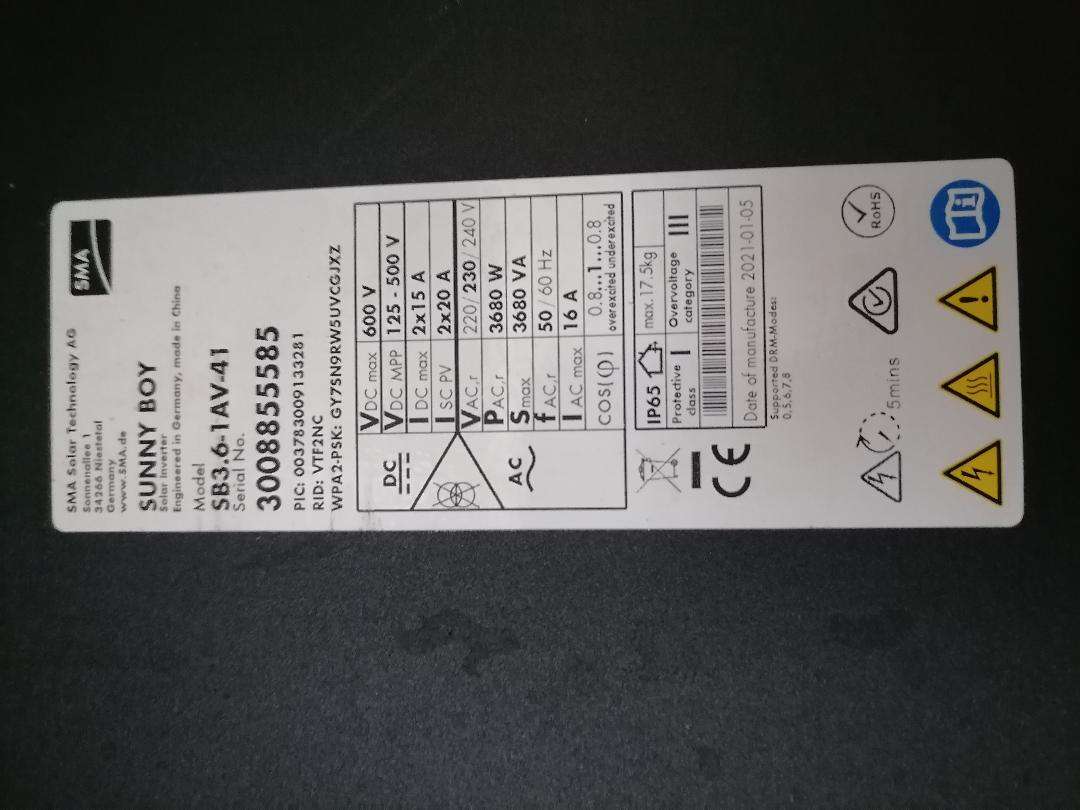 SMA
SMA Solar Technology AG
Sonnenallee 1
34266 Niestetal
Germany
www.SMA.de
SUNNY BOY
Solar Inverter
Engineered in Germany, made in China
Model
SB3.6-1AV-41
Serial No.
3008855585
PIC: 003783009133281
RID: VTF2NC
WPA2-PSK: GY7SN9RW5UVCGJXZ
DC
AC
VDC max 600 V
VDC MPP 125 - 500 V
IDC max 2x15 A
ISC PV 2x20 A
VAC,r 220/230/240 V
PAC,r 3680 W
Smax 3680 VA
fAC,r 50/60 Hz
IAC max 16 A
cos(φ) 0.8...1...0.8
overexcited underexcited
IP65 max.17.5kg
Protective class I Overvoltage category III
Date of manufacture 2021-01-05
Supported DRM-Modes:
0,5,6,7,8
CE
5mins
RoHS